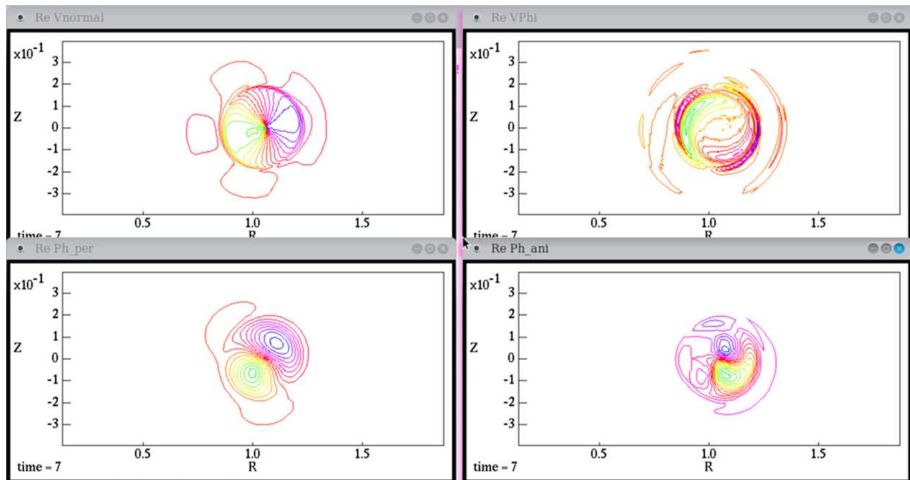 Re Vnormal
x10⁻¹
3
2
1
Z 0
-1
-2
-3
0.5 1.0 1.5
time = 7 R
Re VPhi
x10⁻¹
3
2
1
Z 0
-1
-2
-3
0.5 1.0 1.5
time = 7 R
Re Ph_per
x10⁻¹
3
2
1
Z 0
-1
-2
-3
0.5 1.0 1.5
time = 7 R
Re Ph_ani
x10⁻¹
3
2
1
Z 0
-1
-2
-3
0.5 1.0 1.5
time = 7 R